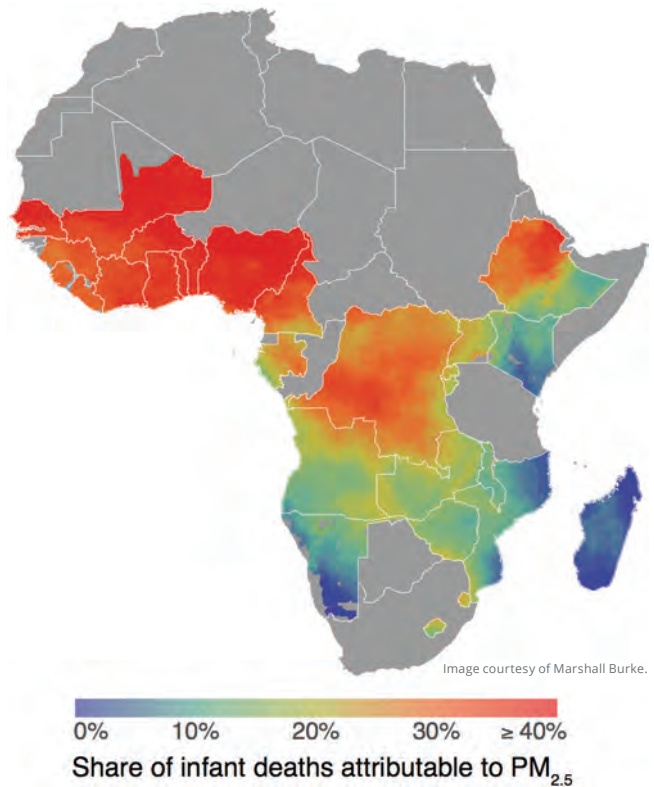 Image courtesy of Marshall Burke.
0% 10% 20% 30% ≥ 40%
Share of infant deaths attributable to PM2.5